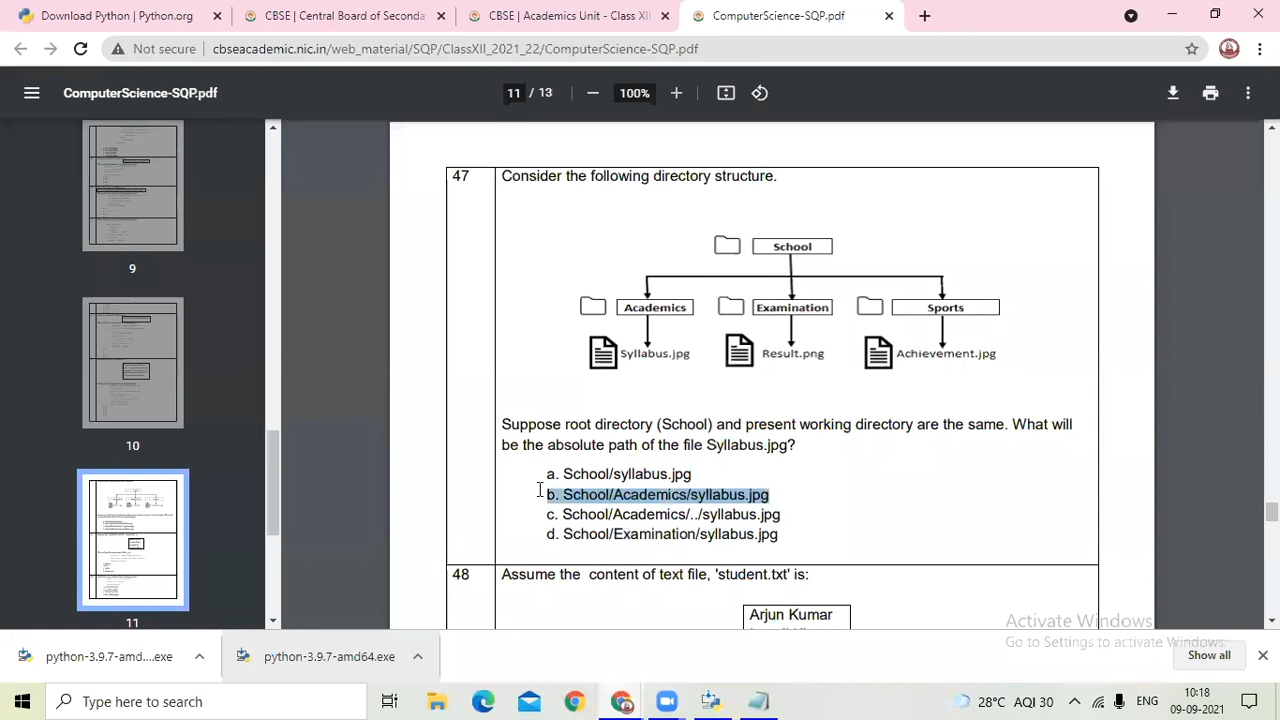 Download Python | Python.org
CBSE | Central Board of Seconda
CBSE | Academics Unit - Class XII
ComputerScience-SQP.pdf
Not secure
cbseacademic.nic.in/web_material/SQP/ClassXII_2021_22/ComputerScience-SQP.pdf
ComputerScience-SQP.pdf
11 / 13
100%
9
10
11
47
Consider the following directory structure.
School
Academics
Examination
Sports
Syllabus.jpg
Result.png
Achievement.jpg
Suppose root directory (School) and present working directory are the same. What will
be the absolute path of the file Syllabus.jpg?
a. School/syllabus.jpg
b. School/Academics/syllabus.jpg
c. School/Academics/../syllabus.jpg
d. School/Examination/syllabus.jpg
48
Assume the content of text file, 'student.txt' is:
Arjun Kumar
Activate Windows
Go to Settings to activate Windows.
python-3.9.7-amd....exe
python-3.9.7-amd64.exe
Show all
Type here to search
28°C AQI 30
ENG
10:18
09-09-2021